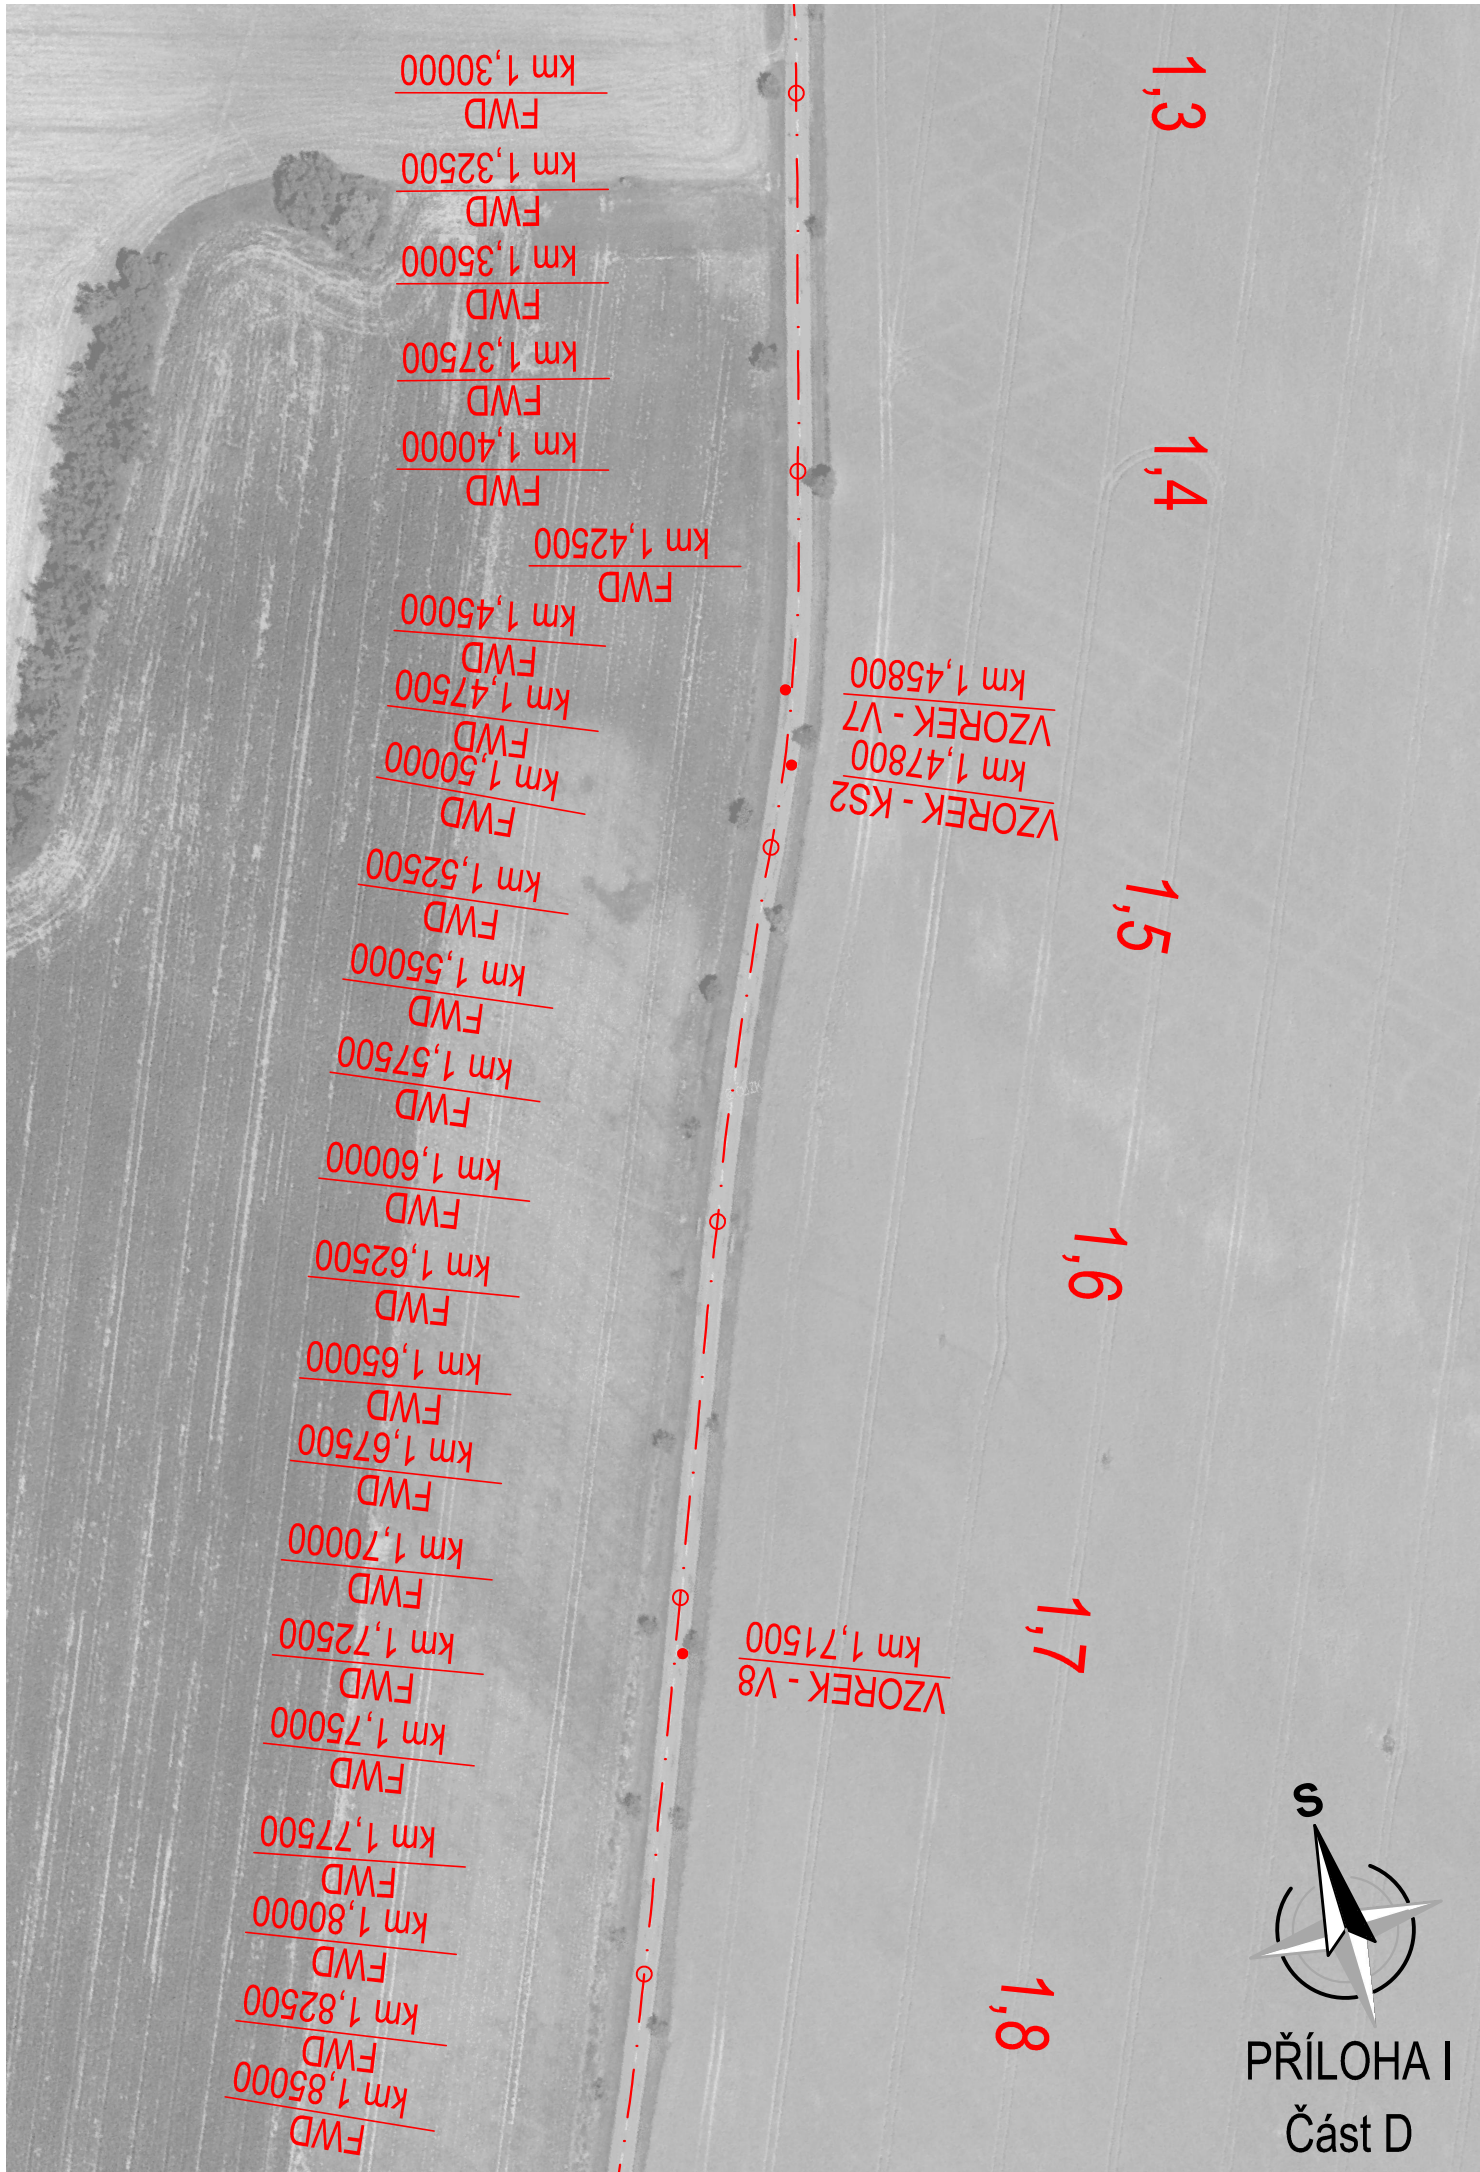 FWD
km 1,30000
FWD
km 1,32500
FWD
km 1,35000
FWD
km 1,37500
FWD
km 1,40000
FWD
km 1,42500
FWD
km 1,45000
FWD
km 1,47500
FWD
km 1,50000
FWD
km 1,52500
FWD
km 1,55000
FWD
km 1,57500
FWD
km 1,60000
FWD
km 1,62500
FWD
km 1,65000
FWD
km 1,67500
FWD
km 1,70000
FWD
km 1,72500
FWD
km 1,75000
FWD
km 1,77500
FWD
km 1,80000
FWD
km 1,82500
FWD
km 1,85000
VZOREK - V7
km 1,45800
VZOREK - KS2
km 1,47800
VZOREK - V8
km 1,71500
1,3
1,4
1,5
1,6
1,7
1,8
S
PŘÍLOHA I
Část D